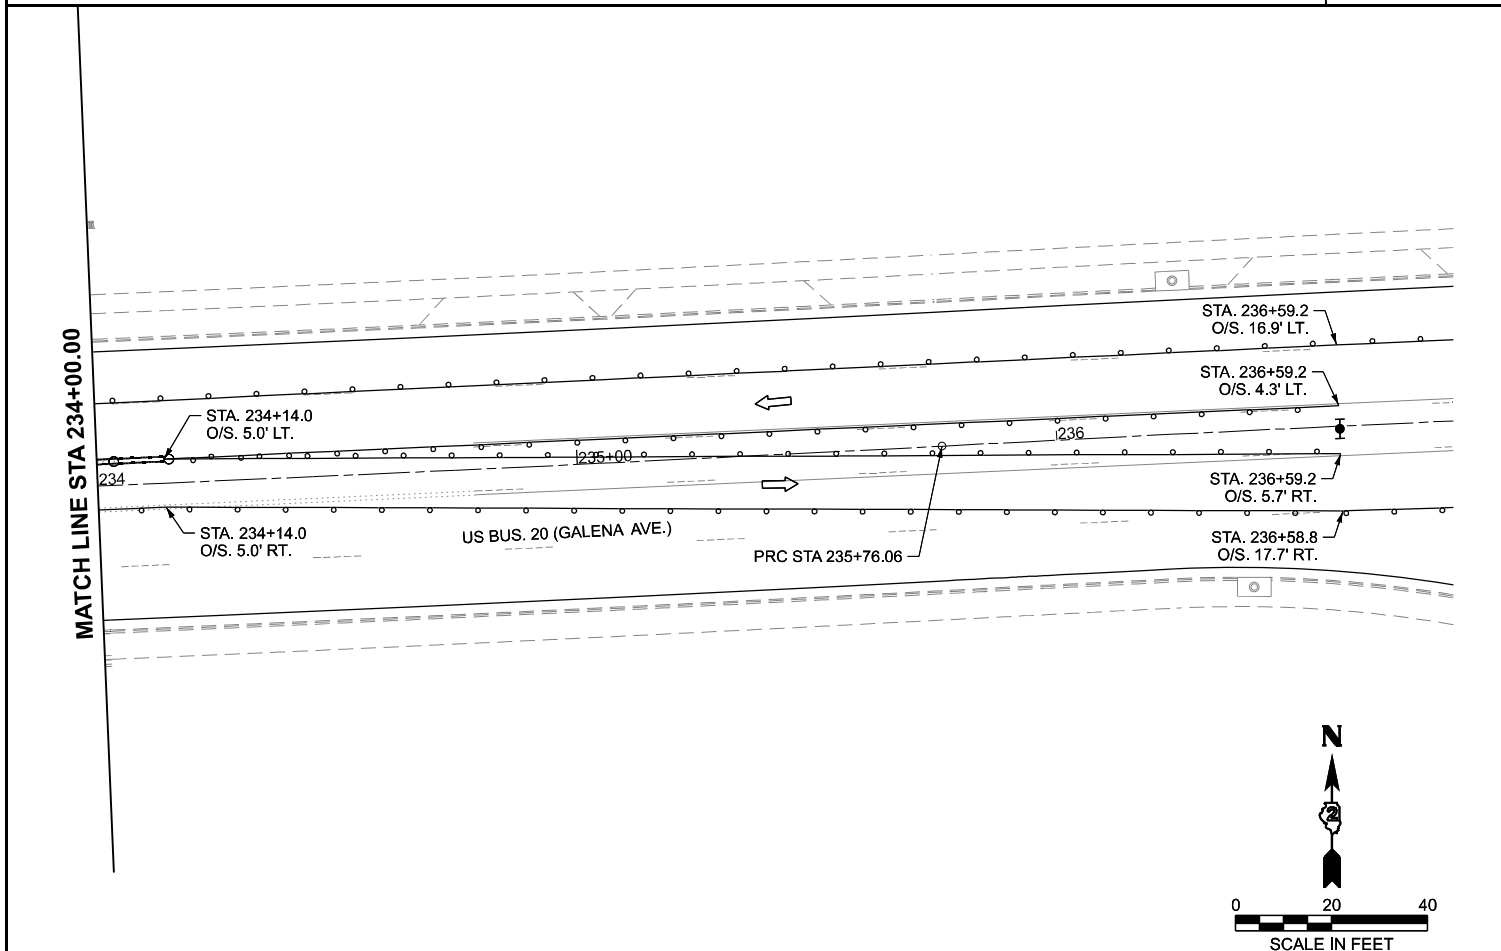 MATCH LINE STA 234+00.00
STA. 236+59.2
O/S. 16.9' LT.
STA. 236+59.2
O/S. 4.3' LT.
STA. 234+14.0
O/S. 5.0' LT.
236
235+00
234
STA. 236+59.2
O/S. 5.7' RT.
STA. 234+14.0
O/S. 5.0' RT.
US BUS. 20 (GALENA AVE.)
PRC STA 235+76.06
STA. 236+58.8
O/S. 17.7' RT.
N
2
0 20 40
SCALE IN FEET